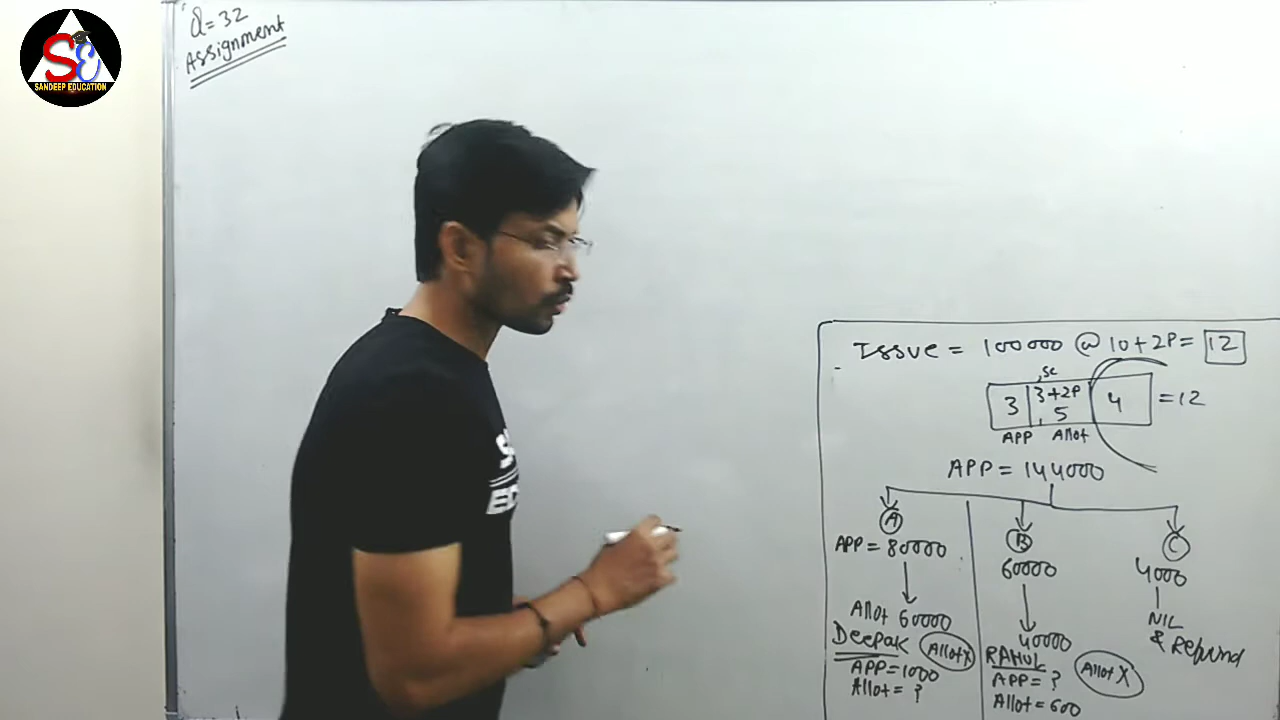 Q=32
Assignment
SE
SANDEEP EDUCATION
Issue = 100000 @ 10+2P= 12
,SC
3 3+2P 5 4 =12
APP Allot
APP = 144000
A B C
APP = 80000
60000
4000
Allot 60000
40000
NIL
& Refund
Deepak Allot X
APP=1000
Allot = ?
RAHUL Allot X
APP= ?
Allot=600